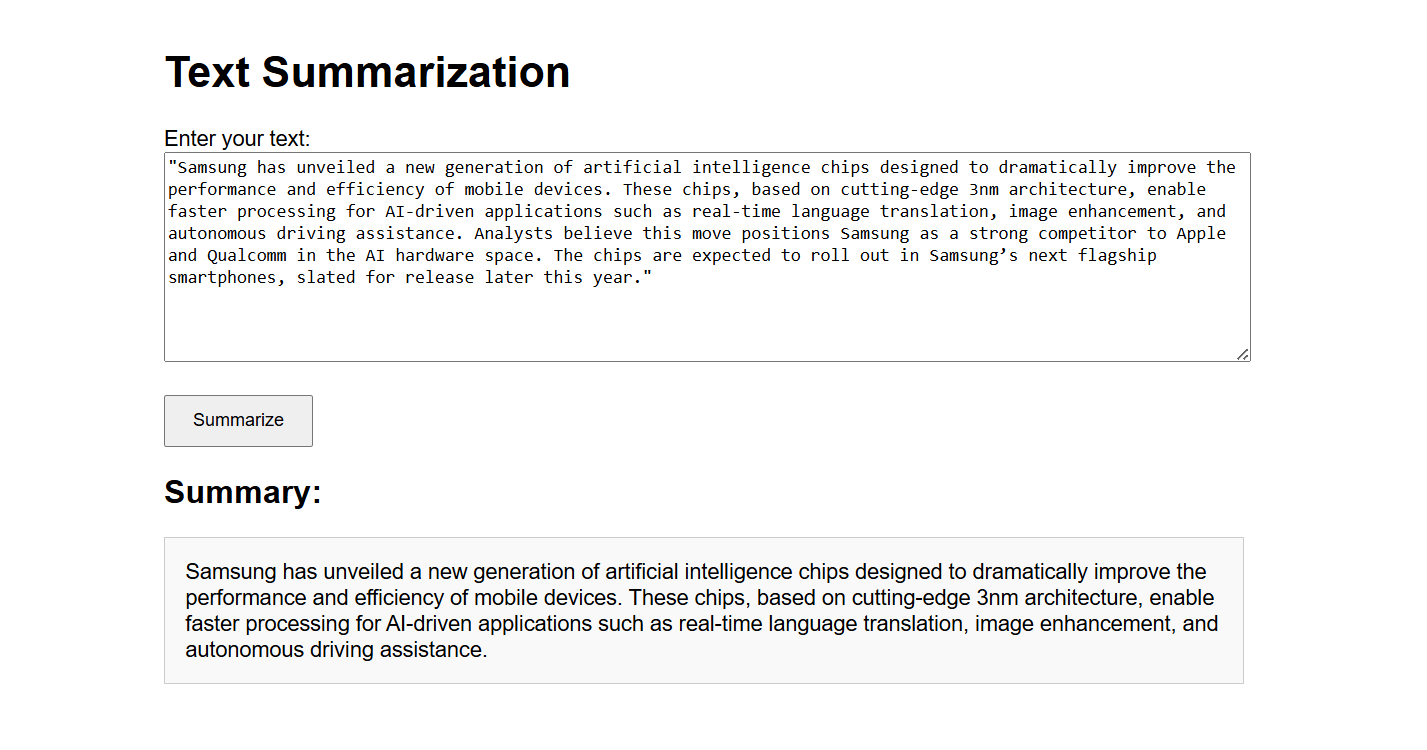 Text Summarization
Enter your text:
"Samsung has unveiled a new generation of artificial intelligence chips designed to dramatically improve the
performance and efficiency of mobile devices. These chips, based on cutting-edge 3nm architecture, enable
faster processing for AI-driven applications such as real-time language translation, image enhancement, and
autonomous driving assistance. Analysts believe this move positions Samsung as a strong competitor to Apple
and Qualcomm in the AI hardware space. The chips are expected to roll out in Samsung’s next flagship
smartphones, slated for release later this year."
Summarize
Summary:
Samsung has unveiled a new generation of artificial intelligence chips designed to dramatically improve the
performance and efficiency of mobile devices. These chips, based on cutting-edge 3nm architecture, enable
faster processing for AI-driven applications such as real-time language translation, image enhancement, and
autonomous driving assistance.